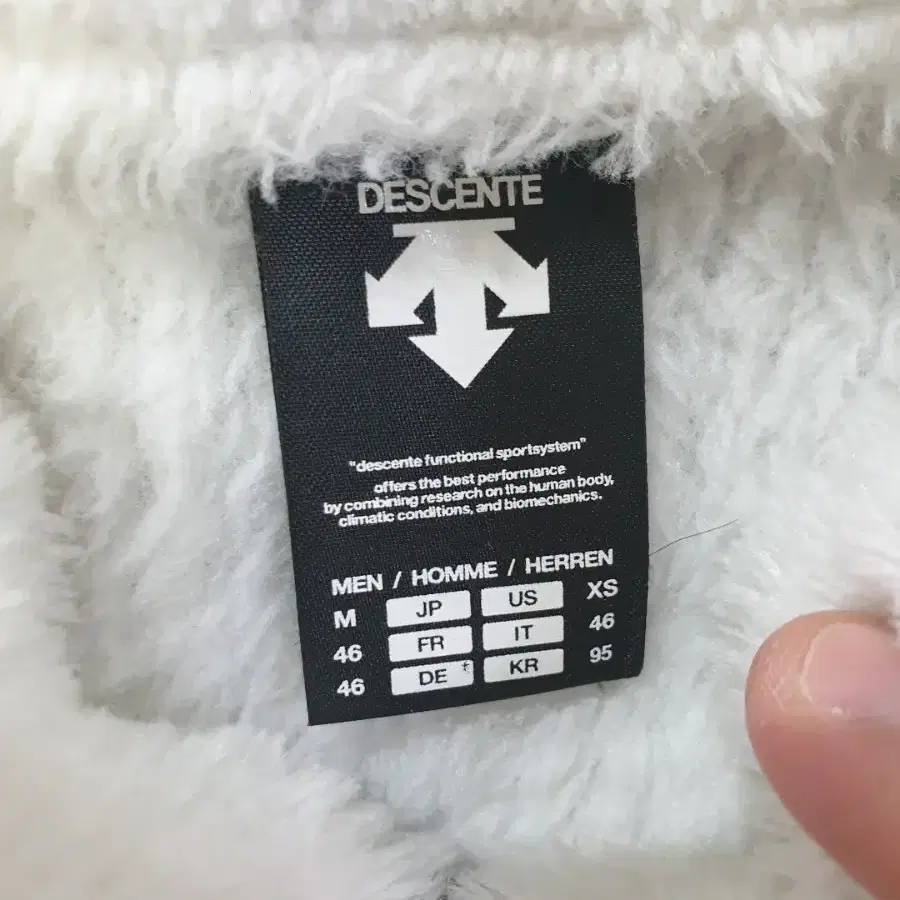 DESCENTE
"descente functional sportsystem"
offers the best performance
by combining research on the human body,
climatic conditions, and biomechanics.
MEN / HOMME / HERREN
M JP US XS
46 FR IT 46
46 DE KR 95